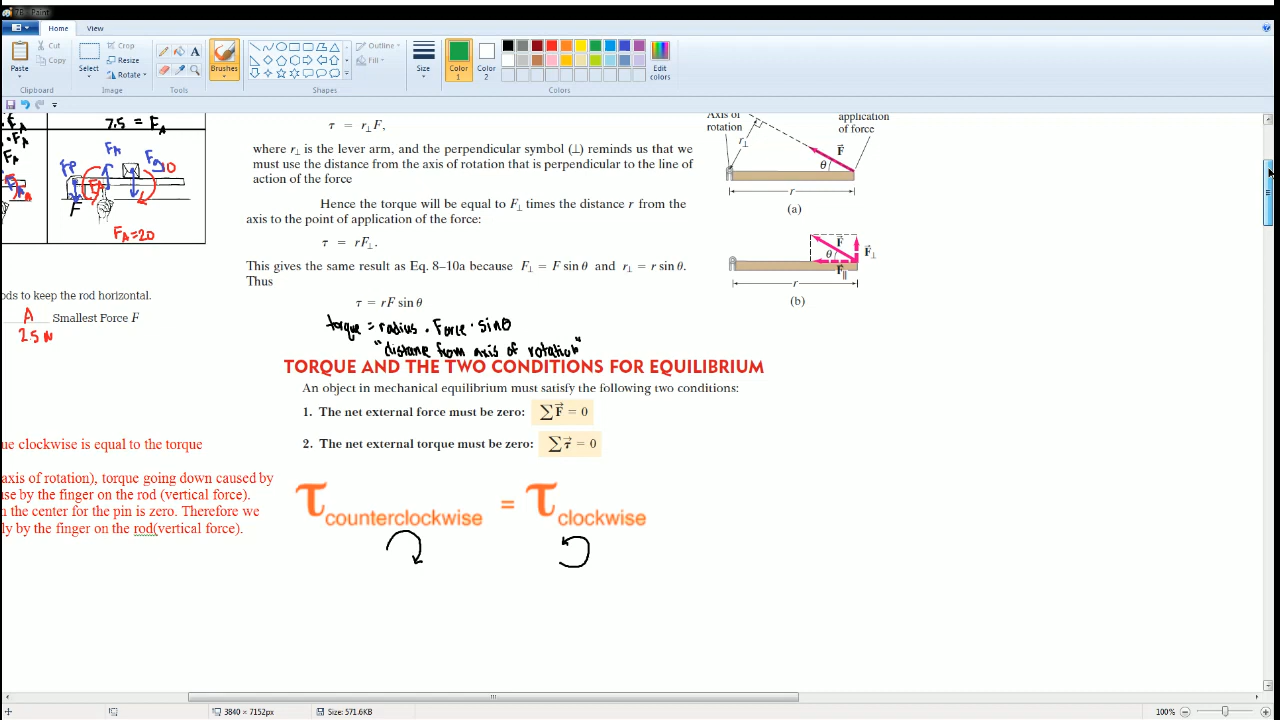 7R - Paint
Home View
Paste
Cut
Copy
Clipboard
Select
Crop
Resize
Rotate
Image
Tools
Brushes
Shapes
Outline
Fill
Size
Color 1
Color 2
Edit colors
Colors
7.5 = FA
FA
FA
F
FA=20
ods to keep the rod horizontal.
A Smallest Force F
2.5 N
ue clockwise is equal to the torque
axis of rotation), torque going down caused by
use by the finger on the rod (vertical force).
n the center for the pin is zero. Therefore we
ly by the finger on the rod(vertical force).
τ = r⊥F,
where r⊥ is the lever arm, and the perpendicular symbol (⊥) reminds us that we
must use the distance from the axis of rotation that is perpendicular to the line of
action of the force
Hence the torque will be equal to F⊥ times the distance r from the
axis to the point of application of the force:
τ = rF⊥.
This gives the same result as Eq. 8–10a because F⊥ = F sin θ and r⊥ = r sin θ.
Thus
τ = rF sin θ
torque = radius · Force · sinθ
"distance from axis of rotation"
TORQUE AND THE TWO CONDITIONS FOR EQUILIBRIUM
An object in mechanical equilibrium must satisfy the following two conditions:
1. The net external force must be zero: ∑F⃗ = 0
2. The net external torque must be zero: ∑τ⃗ = 0
τcounterclockwise = τclockwise
Axis of rotation
application of force
r⊥
F⃗
θ
r
(a)
F⃗
F⃗⊥
θ
F⃗∥
r
(b)
3840 × 7152px
Size: 571.6KB
100%